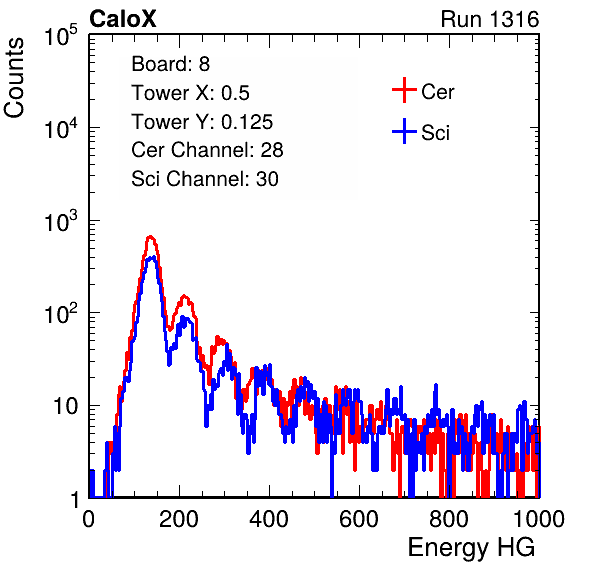 CaloX Run 1316
Counts
10^5
10^4
10^3
10^2
10
1
Board: 8
Tower X: 0.5
Tower Y: 0.125
Cer Channel: 28
Sci Channel: 30
Cer
Sci
0 200 400 600 800 1000
Energy HG